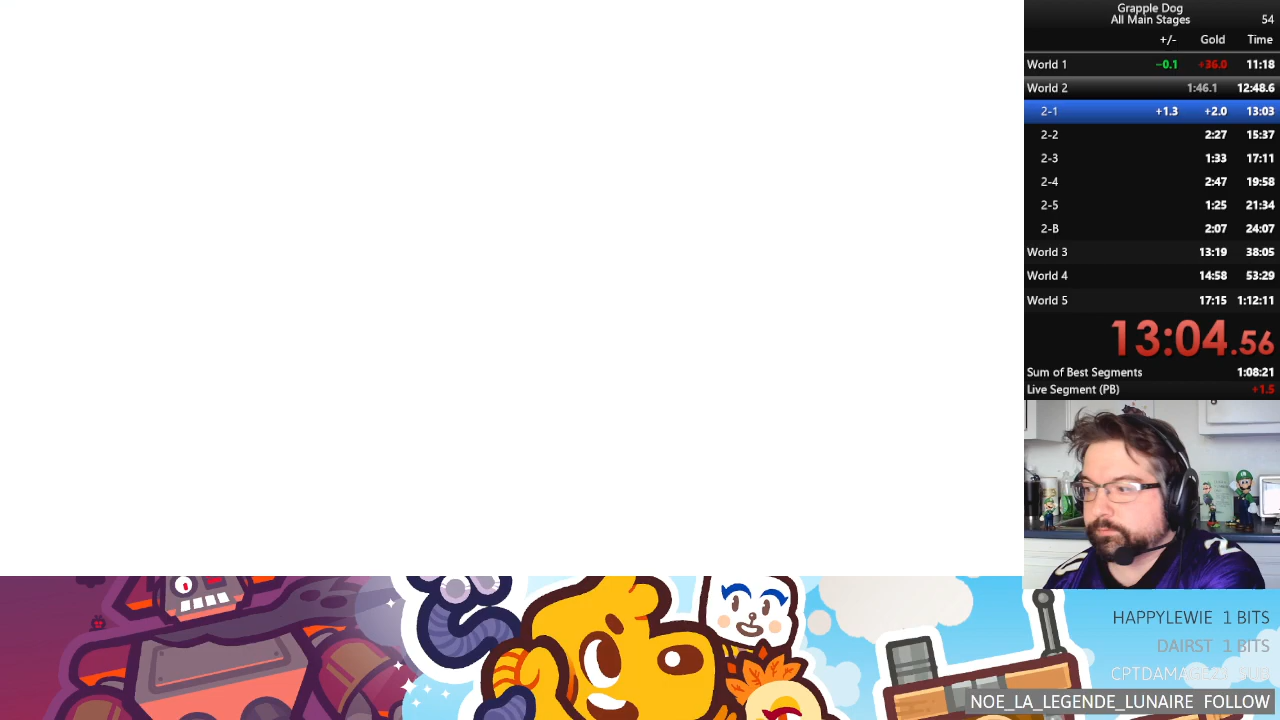 Grapple Dog
All Main Stages 54
+/- Gold Time
World 1 −0.1 +36.0 11:18
World 2 1:46.1 12:48.6
2-1 +1.3 +2.0 13:03
2-2 2:27 15:37
2-3 1:33 17:11
2-4 2:47 19:58
2-5 1:25 21:34
2-B 2:07 24:07
World 3 13:19 38:05
World 4 14:58 53:29
World 5 17:15 1:12:11
13:04.56
Sum of Best Segments 1:08:21
Live Segment (PB) +1.5
HAPPYLEWIE 1 BITS
DAIRST 1 BITS
SUB
NOE_LA_LEGENDE_LUNAIRE FOLLOW